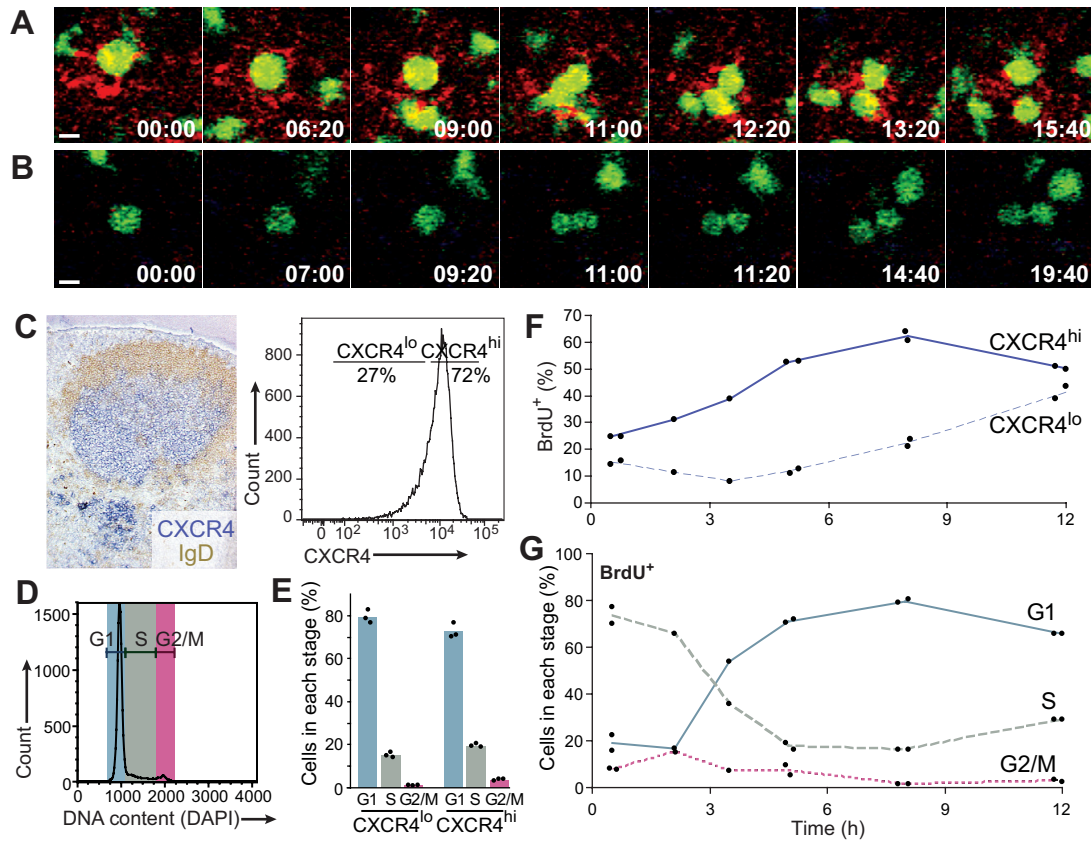 A
00:00 06:20 09:00 11:00 12:20 13:20 15:40
B
00:00 07:00 09:20 11:00 11:20 14:40 19:40
C
CXCR4
IgD
Count
800
600
400
200
0
CXCR4lo CXCR4hi
27% 72%
0 10² 10³ 10⁴ 10⁵
CXCR4
D
Count
1500
1000
500
0
G1 S G2/M
0 1000 2000 3000 4000
DNA content (DAPI)
E
Cells in each stage (%)
80
60
40
20
0
G1 S G2/M G1 S G2/M
CXCR4lo CXCR4hi
F
BrdU⁺ (%)
70
60
50
40
30
20
10
0
CXCR4hi
CXCR4lo
3 6 9 12
G
BrdU⁺
Cells in each stage (%)
100
80
60
40
20
0
G1
S
G2/M
3 6 9 12
Time (h)